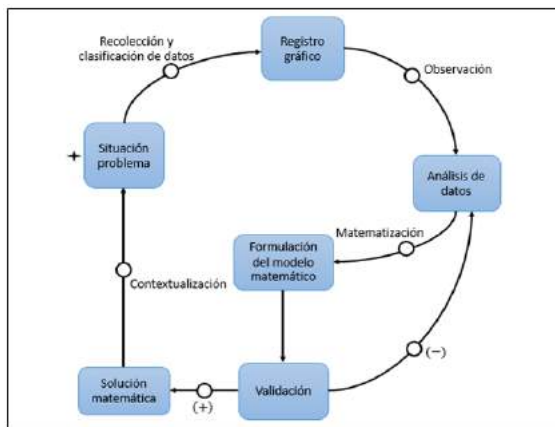 Recolección y
clasificación de datos
Registro
gráfico
Observación
Situación
problema
Análisis de
datos
Matematización
Formulación
del modelo
matemático
Contextualización
(−)
Solución
matemática
(+)
Validación